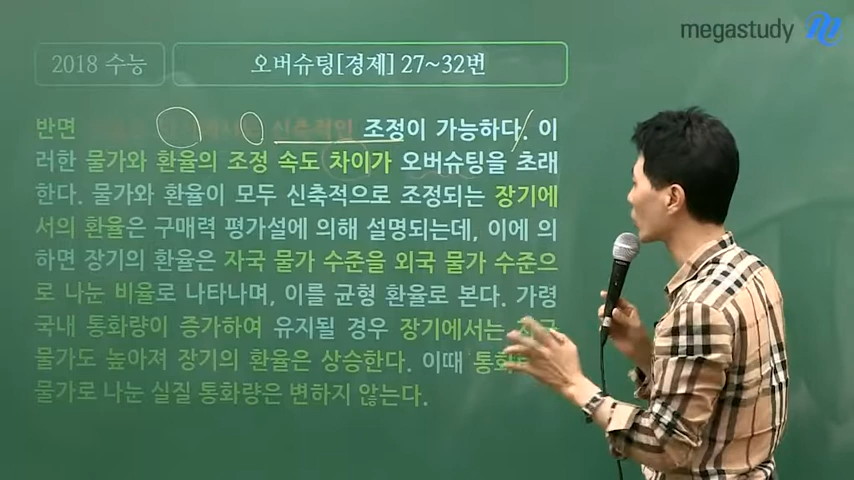 megastudy
2018 수능
오버슈팅[경제] 27~32번
반면 신축적인 조정이 가능하다. 이
러한 물가와 환율의 조정 속도 차이가 오버슈팅을 초래
한다. 물가와 환율이 모두 신축적으로 조정되는 장기에
서의 환율은 구매력 평가설에 의해 설명되는데, 이에 의
하면 장기의 환율은 자국 물가 수준을 외국 물가 수준으
로 나눈 비율로 나타나며, 이를 균형 환율로 본다. 가령
국내 통화량이 증가하여 유지될 경우 장기에서는 자국
물가도 높아져 장기의 환율은 상승한다. 이때
물가로 나눈 실질 통화량은 변하지 않는다.